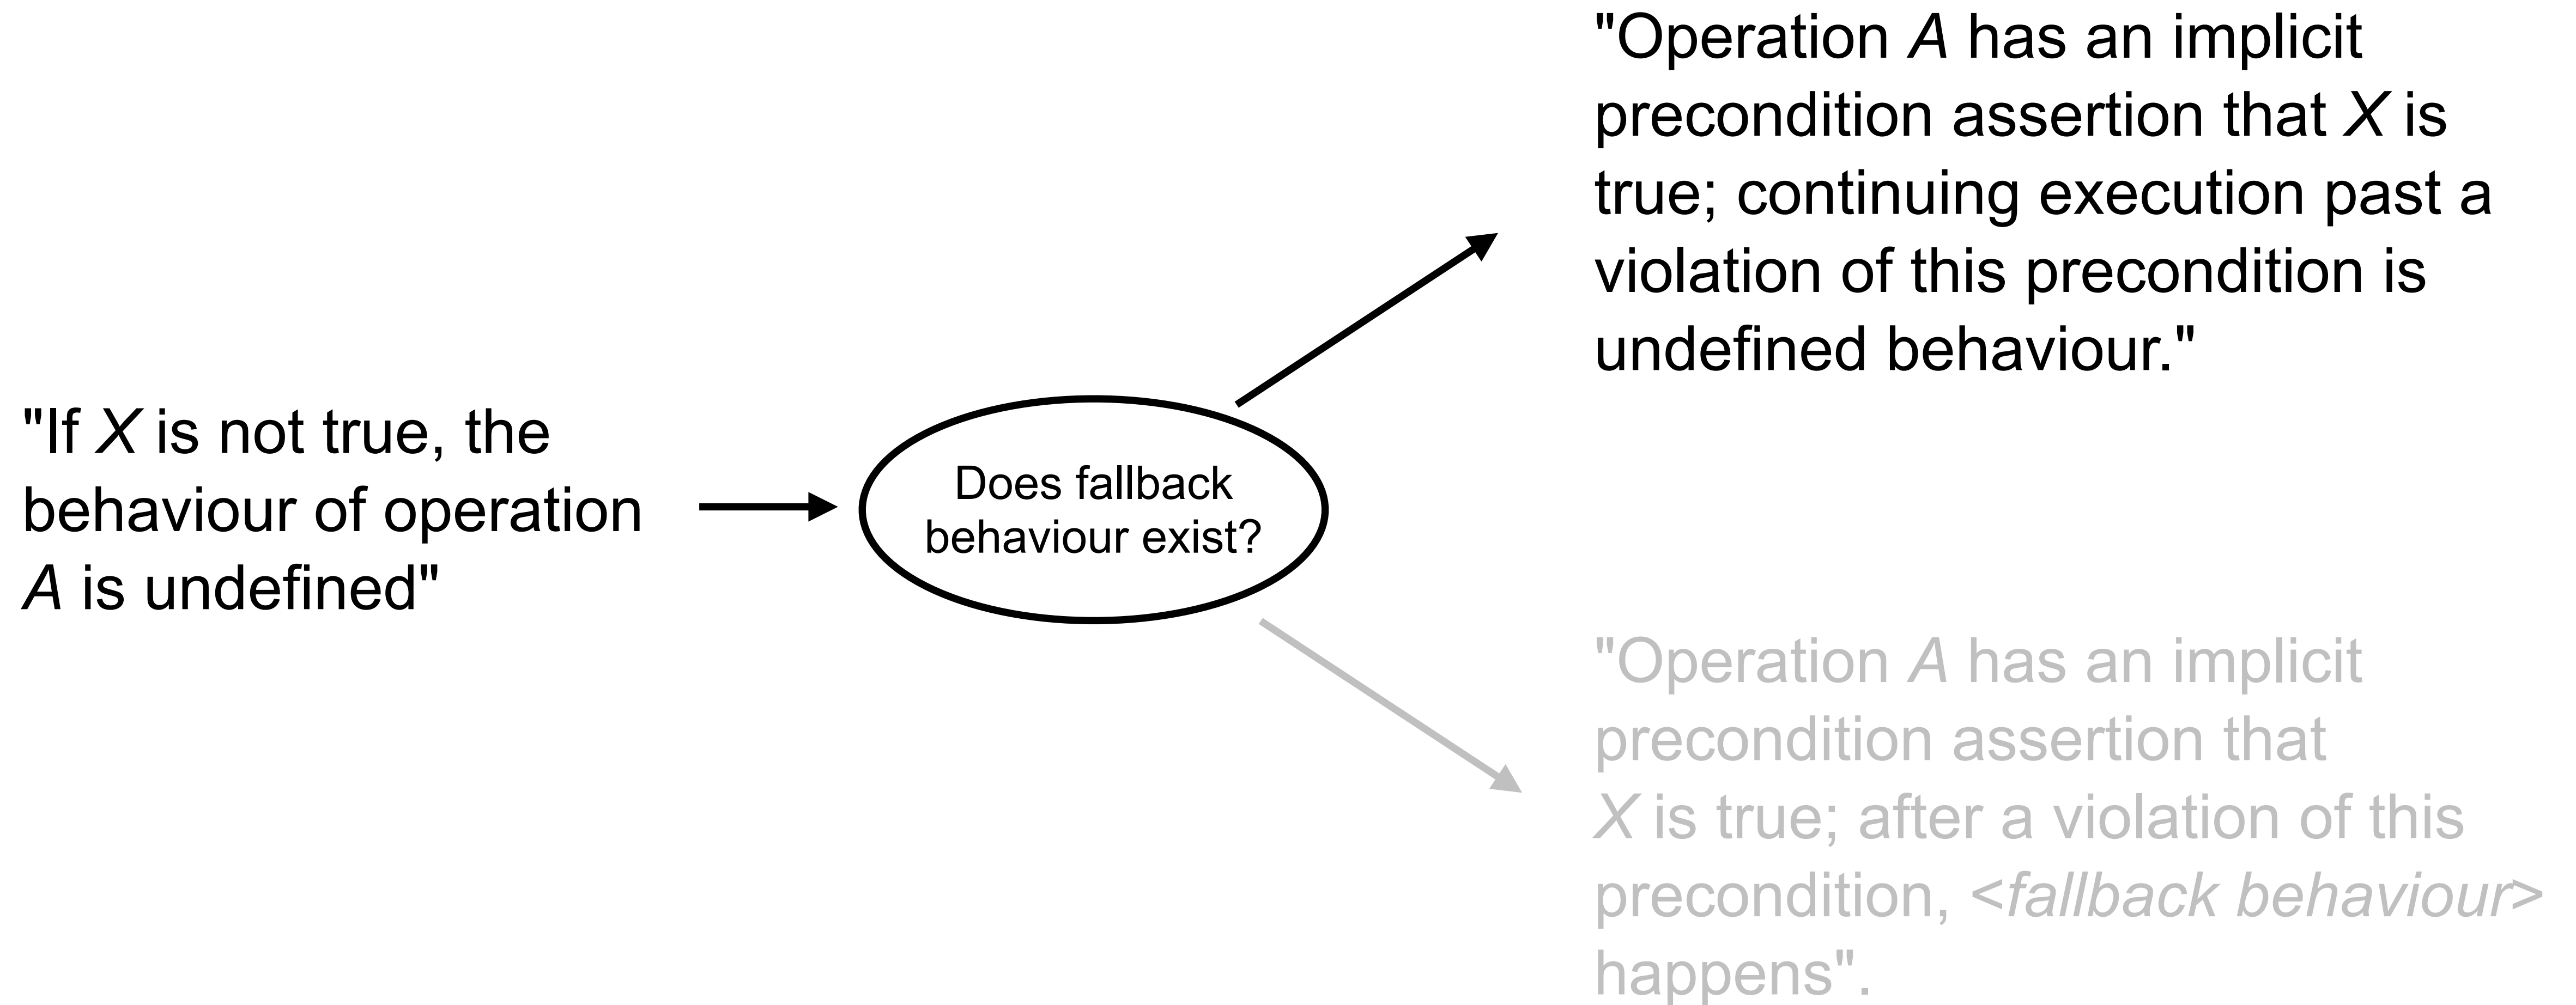 "If X is not true, the
behaviour of operation
A is undefined"
Does fallback
behaviour exist?
"Operation A has an implicit
precondition assertion that X is
true; continuing execution past a
violation of this precondition is
undefined behaviour."
"Operation A has an implicit
precondition assertion that
X is true; after a violation of this
precondition, <fallback behaviour>
happens".